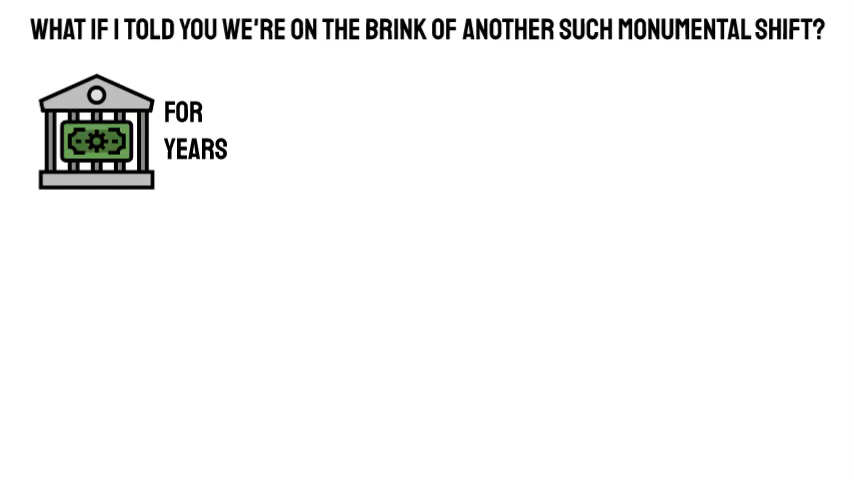 WHAT IF I TOLD YOU WE'RE ON THE BRINK OF ANOTHER SUCH MONUMENTAL SHIFT?
FOR
YEARS